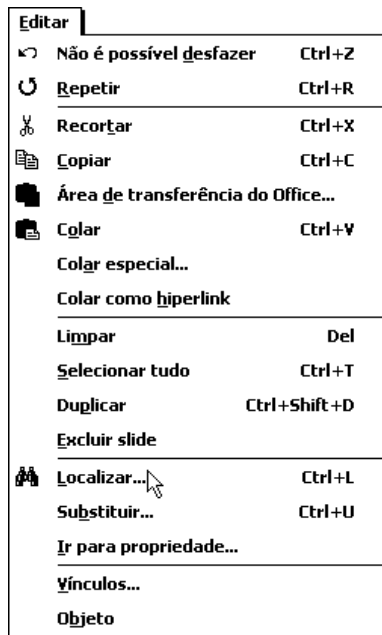 Editar
Não é possível desfazer Ctrl+Z
Repetir Ctrl+R
Recortar Ctrl+X
Copiar Ctrl+C
Área de transferência do Office...
Colar Ctrl+V
Colar especial...
Colar como hiperlink
Limpar Del
Selecionar tudo Ctrl+T
Duplicar Ctrl+Shift+D
Excluir slide
Localizar... Ctrl+L
Substituir... Ctrl+U
Ir para propriedade...
Vínculos...
Objeto